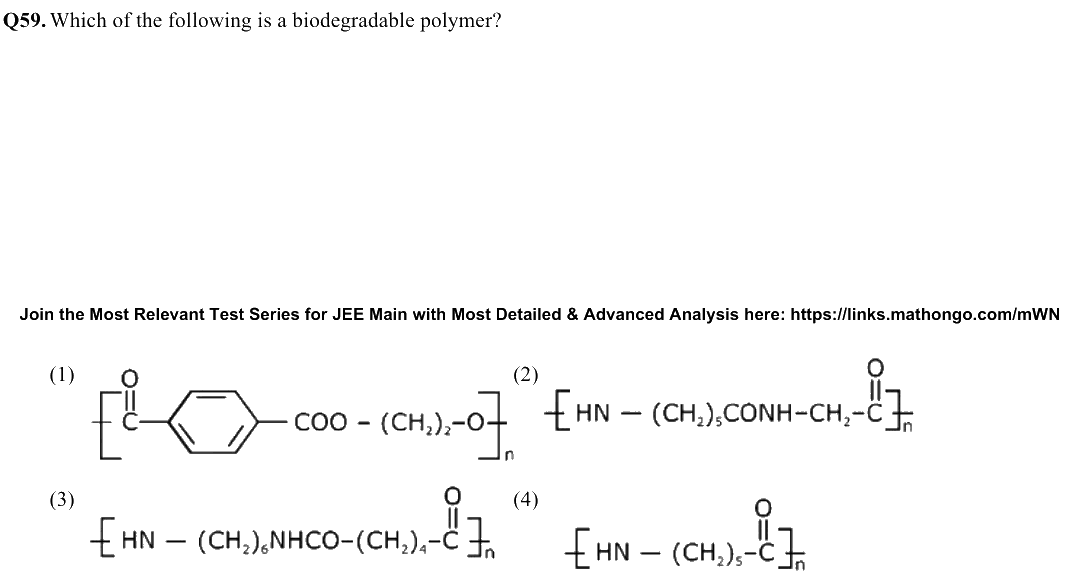 Q59. Which of the following is a biodegradable polymer?
Join the Most Relevant Test Series for JEE Main with Most Detailed & Advanced Analysis here: https://links.mathongo.com/mWN
(1) [ O || C – COO – (CH₂)₂–O ]n (2) [ HN – (CH₂)₅CONH–CH₂–C || O ]n
(3) [ HN – (CH₂)₆NHCO–(CH₂)₄–C || O ]n (4) [ HN – (CH₂)₅–C || O ]n